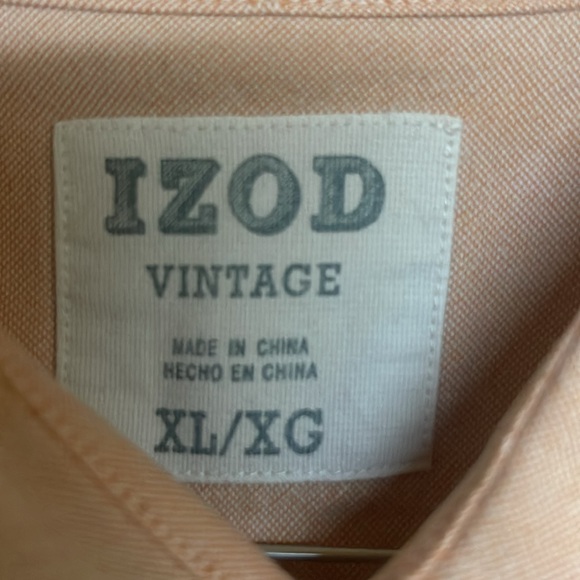 IZOD
VINTAGE
MADE IN CHINA
HECHO EN CHINA
XL/XG